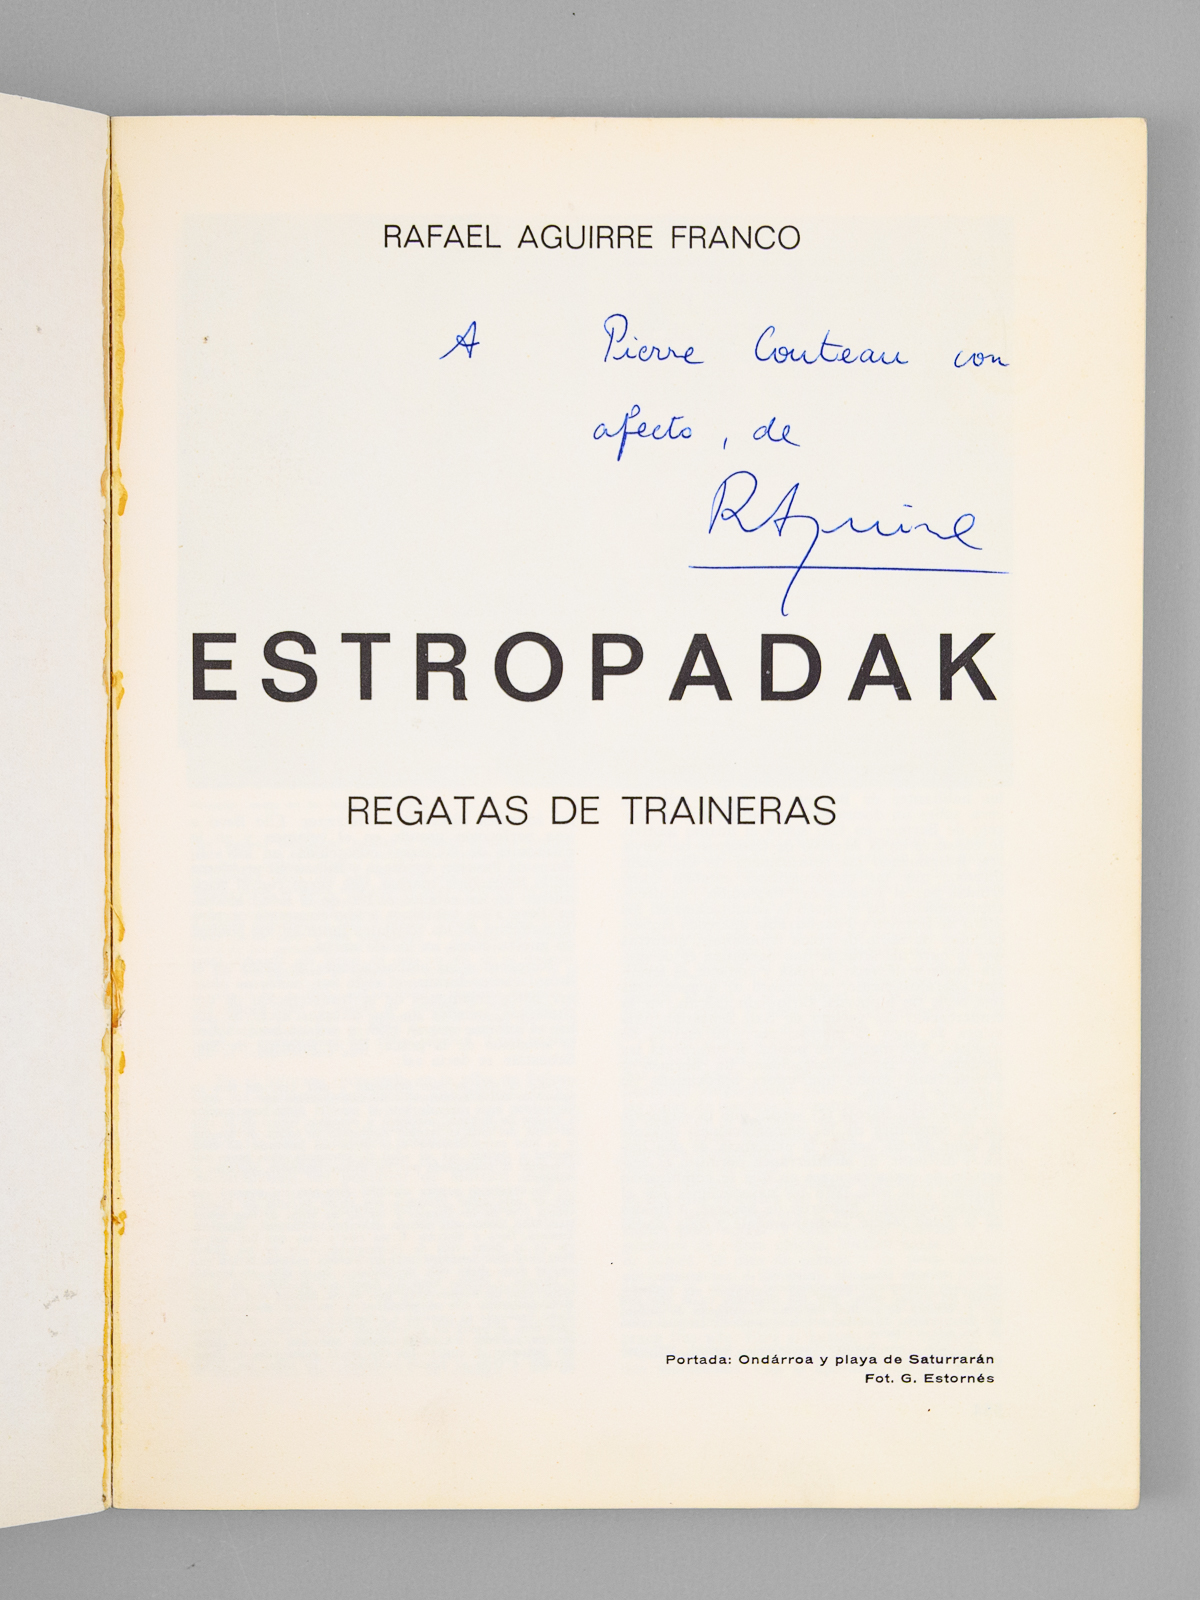 RAFAEL AGUIRRE FRANCO
A Pierre Couteau con
afecto, de
RAguirre
ESTROPADAK
REGATAS DE TRAINERAS
Portada: Ondárroa y playa de Saturrarán
Fot. G. Estornés